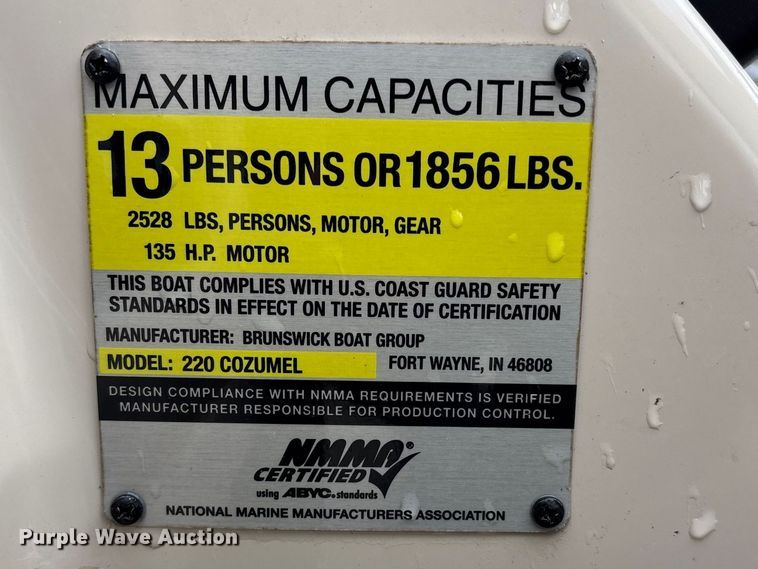 MAXIMUM CAPACITIES
13 PERSONS OR 1856 LBS.
2528 LBS, PERSONS, MOTOR, GEAR
135 H.P. MOTOR
THIS BOAT COMPLIES WITH U.S. COAST GUARD SAFETY
STANDARDS IN EFFECT ON THE DATE OF CERTIFICATION
MANUFACTURER: BRUNSWICK BOAT GROUP
MODEL: 220 COZUMEL FORT WAYNE, IN 46808
DESIGN COMPLIANCE WITH NMMA REQUIREMENTS IS VERIFIED
MANUFACTURER RESPONSIBLE FOR PRODUCTION CONTROL.
NMMA®
CERTIFIED
using ABYC® standards
NATIONAL MARINE MANUFACTURERS ASSOCIATION
Purple Wave Auction